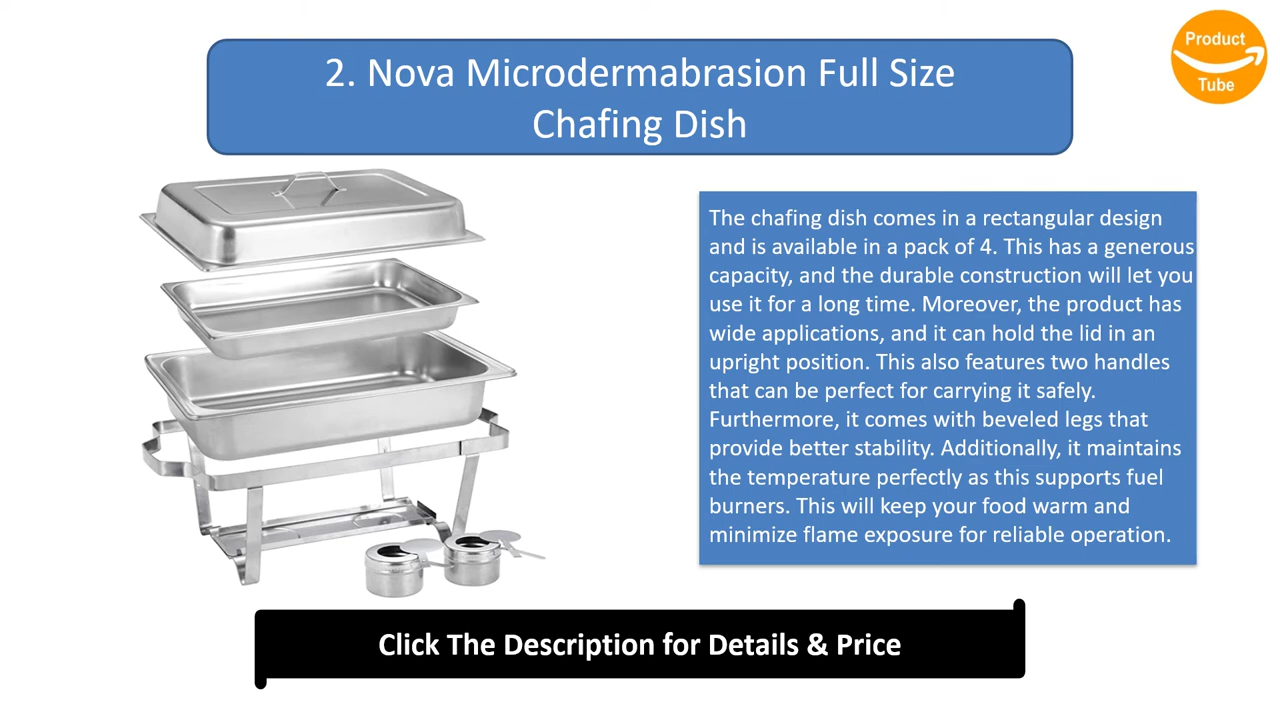 2. Nova Microdermabrasion Full Size
Chafing Dish
Product
Tube
The chafing dish comes in a rectangular design
and is available in a pack of 4. This has a generous
capacity, and the durable construction will let you
use it for a long time. Moreover, the product has
wide applications, and it can hold the lid in an
upright position. This also features two handles
that can be perfect for carrying it safely.
Furthermore, it comes with beveled legs that
provide better stability. Additionally, it maintains
the temperature perfectly as this supports fuel
burners. This will keep your food warm and
minimize flame exposure for reliable operation.
Click The Description for Details & Price